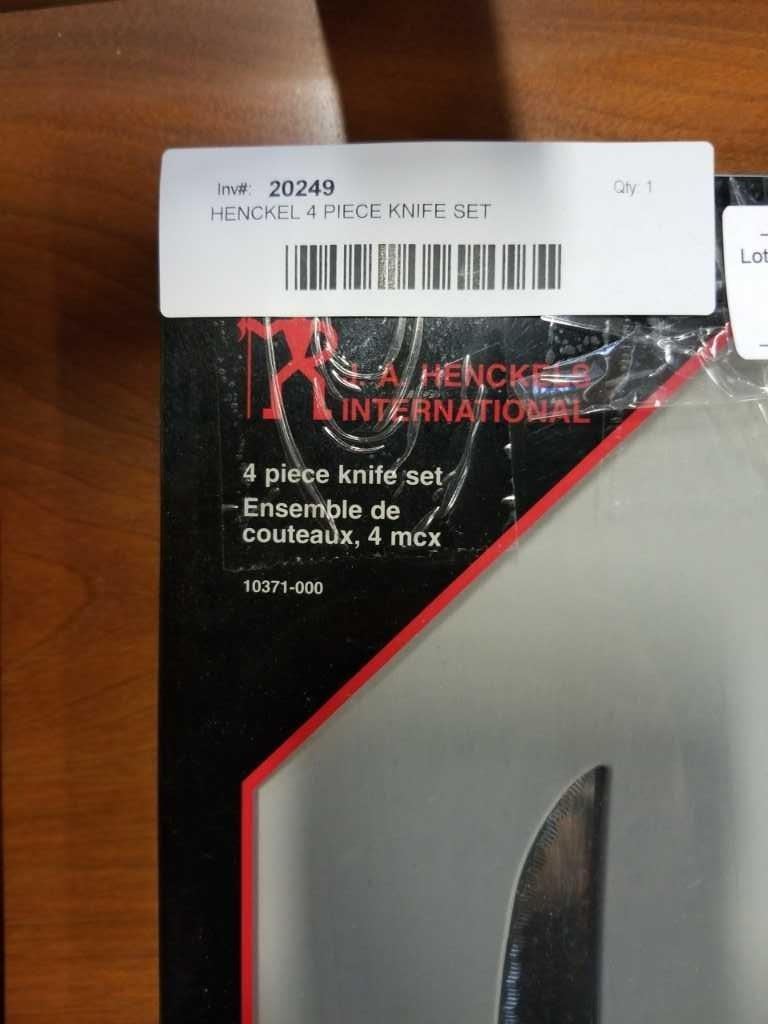 Inv#: 20249 Qty: 1
HENCKEL 4 PIECE KNIFE SET
Lot
J. A. HENCKELS
INTERNATIONAL
4 piece knife set
Ensemble de
couteaux, 4 mcx
10371-000